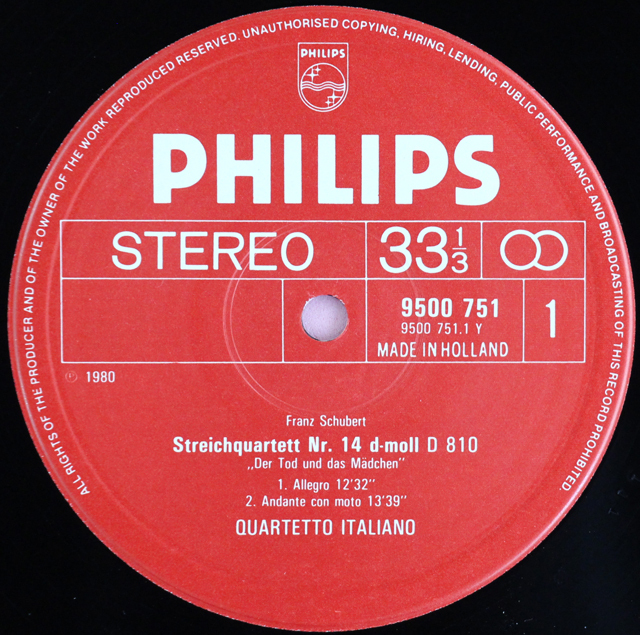 ALL RIGHTS OF THE PRODUCER AND OF THE OWNER OF THE WORK REPRODUCED RESERVED. UNAUTHORISED COPYING, HIRING, LENDING, PUBLIC PERFORMANCE AND BROADCASTING OF THIS RECORD PROHIBITED.
PHILIPS
PHILIPS
STEREO
33 1/3
9500 751
9500 751.1 Y
MADE IN HOLLAND
1
℗ 1980
Franz Schubert
Streichquartett Nr. 14 d-moll D 810
„Der Tod und das Mädchen“
1. Allegro 12'32''
2. Andante con moto 13'39''
QUARTETTO ITALIANO